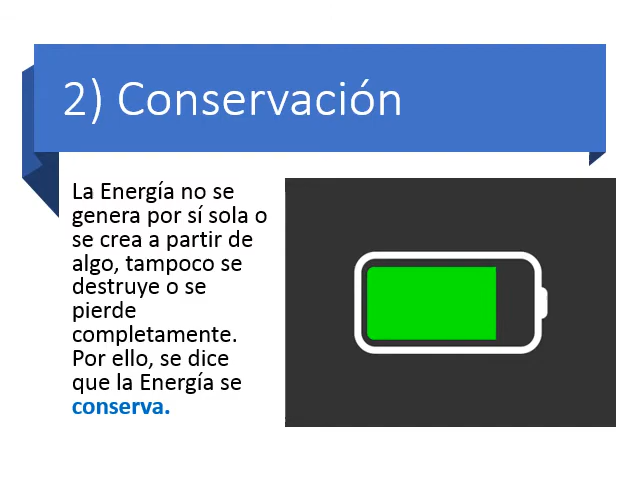 2) Conservación
La Energía no se
genera por sí sola o
se crea a partir de
algo, tampoco se
destruye o se
pierde
completamente.
Por ello, se dice
que la Energía se
conserva.